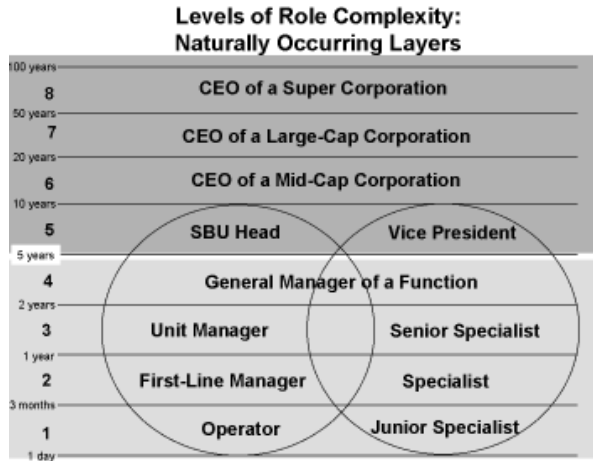 Levels of Role Complexity:
Naturally Occurring Layers
100 years
8 CEO of a Super Corporation
50 years
7 CEO of a Large-Cap Corporation
20 years
6 CEO of a Mid-Cap Corporation
10 years
5 SBU Head Vice President
5 years
4 General Manager of a Function
2 years
3 Unit Manager Senior Specialist
1 year
2 First-Line Manager Specialist
3 months
1 Operator Junior Specialist
1 day